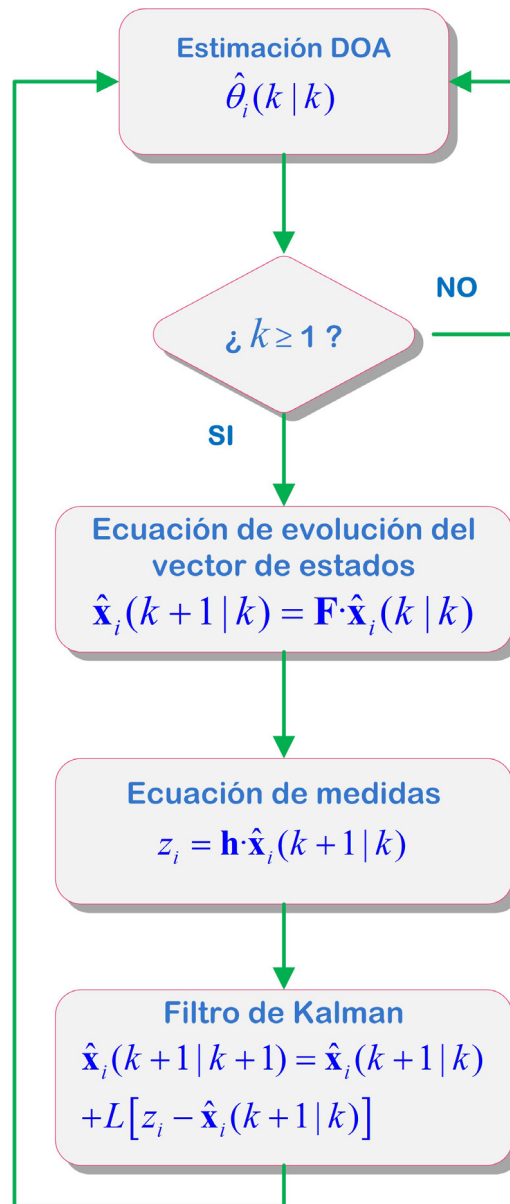 Estimación DOA
θ̂ᵢ(k | k)
¿ k ≥ 1 ?
NO
SI
Ecuación de evolución del
vector de estados
x̂ᵢ(k + 1 | k) = F·x̂ᵢ(k | k)
Ecuación de medidas
zᵢ = h·x̂ᵢ(k + 1 | k)
Filtro de Kalman
x̂ᵢ(k + 1 | k + 1) = x̂ᵢ(k + 1 | k)
+L[zᵢ − x̂ᵢ(k + 1 | k)]